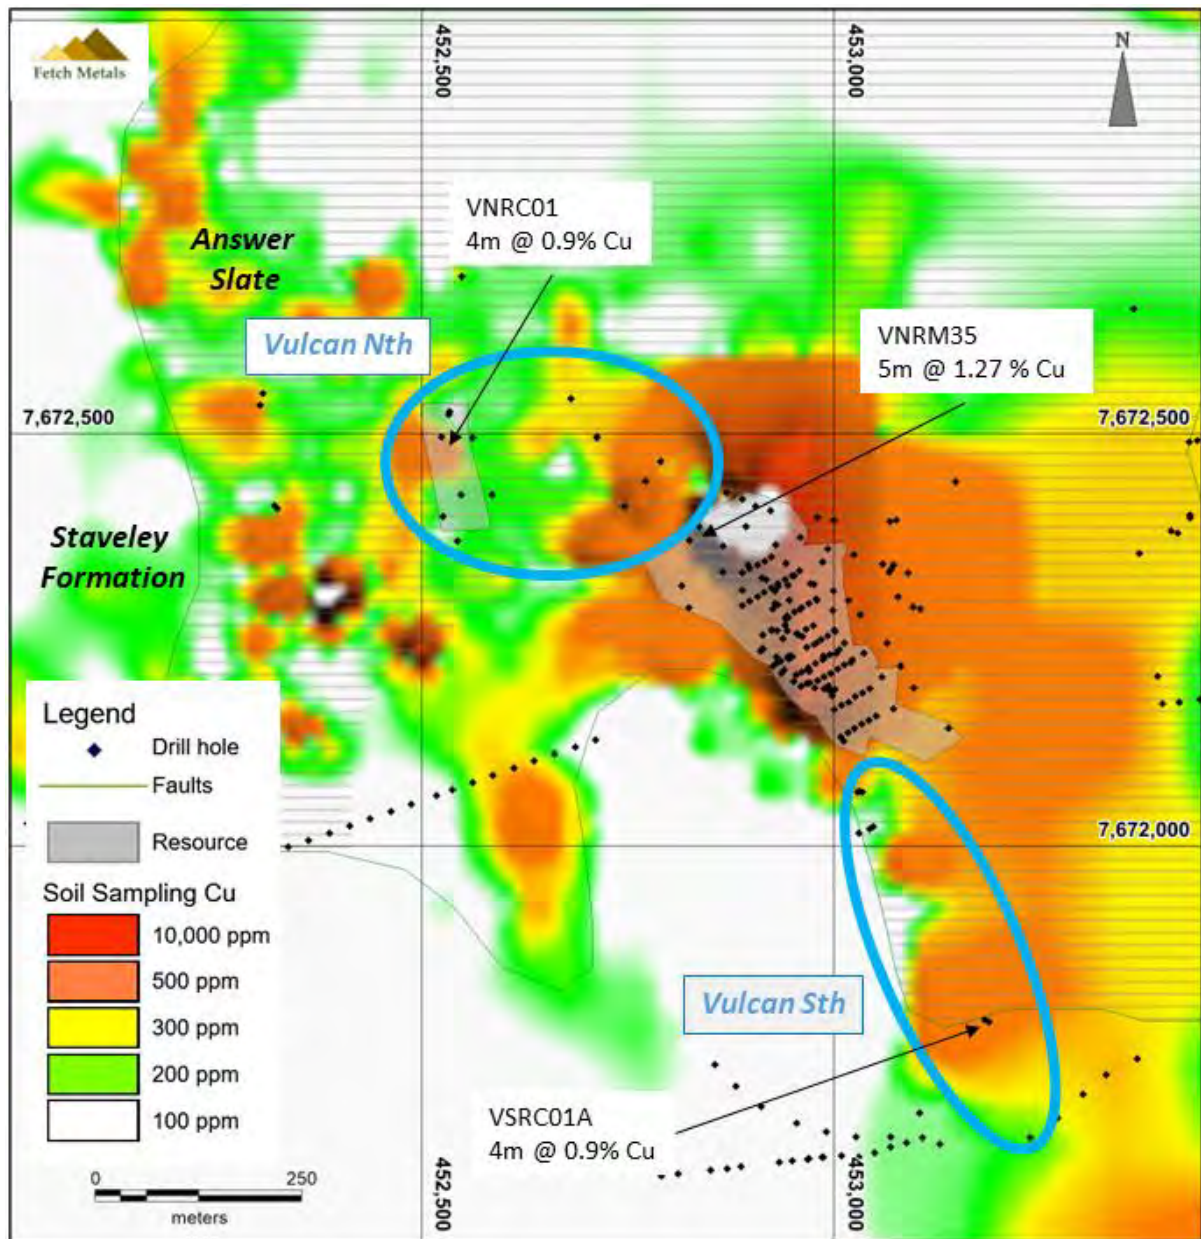 Fetch Metals
452,500
453,000
N
VNRC01
4m @ 0.9% Cu
Answer
Slate
Vulcan Nth
VNRM35
5m @ 1.27 % Cu
7,672,500
7,672,500
Staveley
Formation
Legend
Drill hole
Faults
Resource
Soil Sampling Cu
10,000 ppm
500 ppm
300 ppm
200 ppm
100 ppm
0
250
meters
7,672,000
Vulcan Sth
VSRC01A
4m @ 0.9% Cu
452,500
453,000